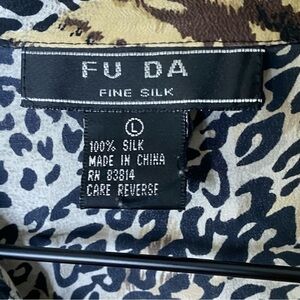 FU DA
FINE SILK
L
100% SILK
MADE IN CHINA
RN 83814
CARE REVERSE